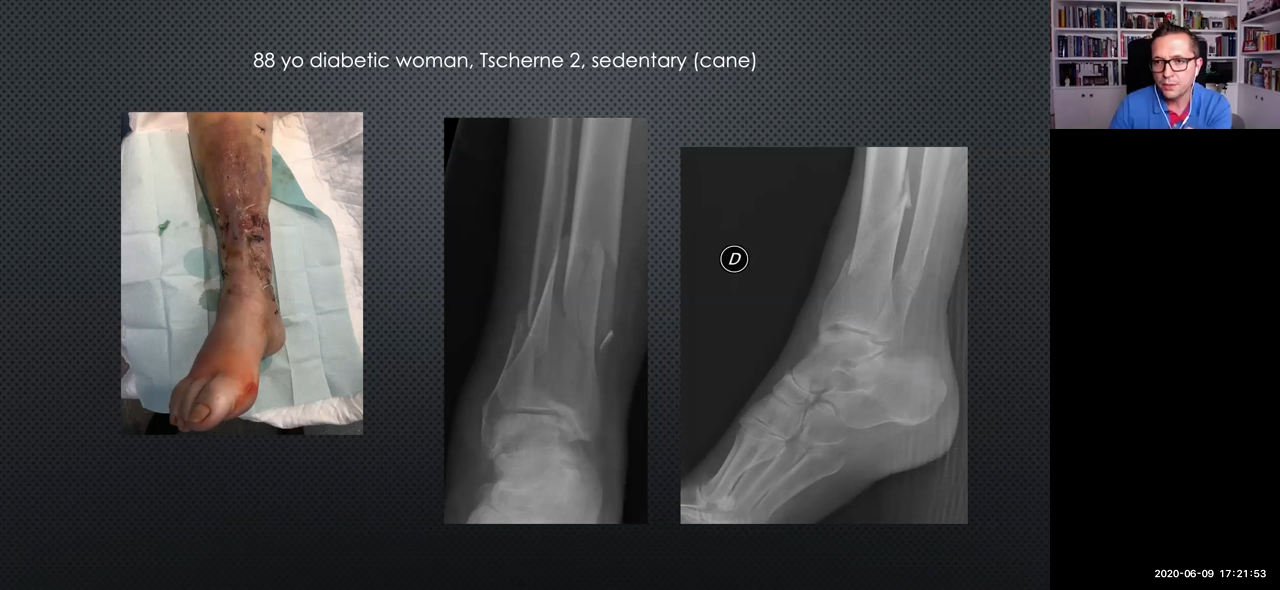 88 yo diabetic woman, Tscherne 2, sedentary (cane)
D
2020-06-09 17:21:53